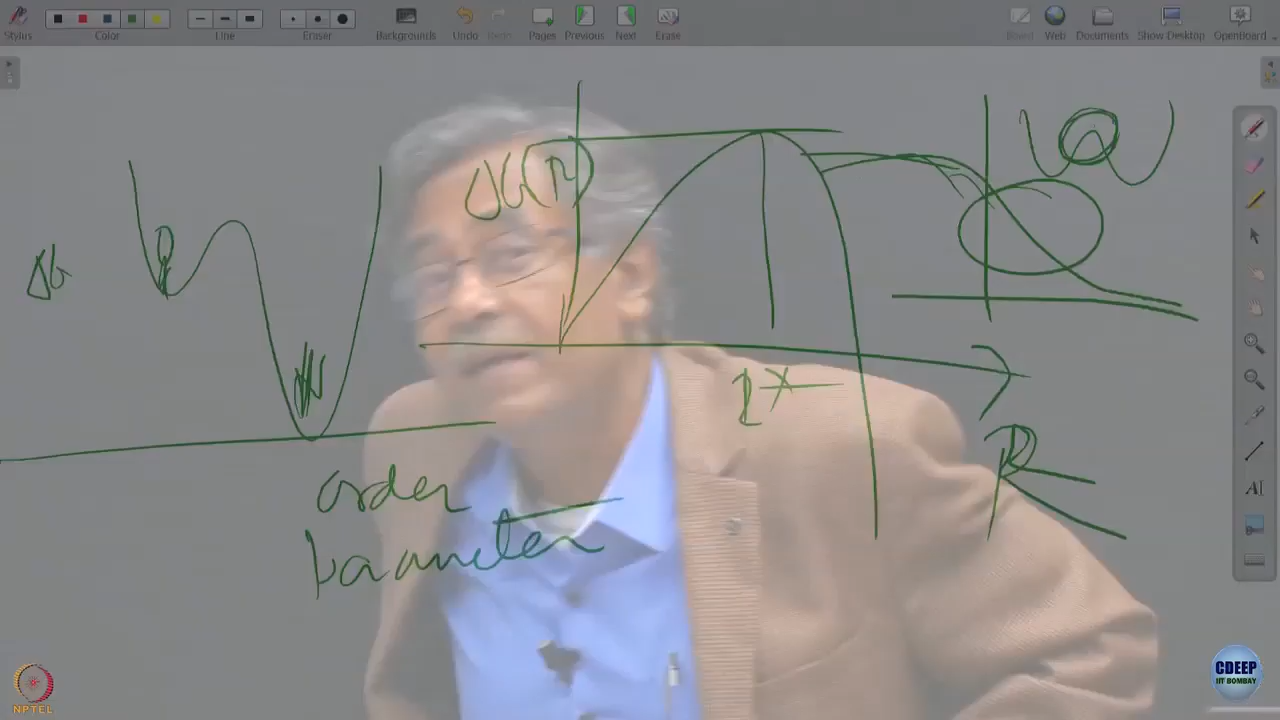 Stylus
Color
Line
Eraser
Backgrounds
Undo
Redo
Pages
Previous
Next
Erase
Board
Web
Documents
Show Desktop
OpenBoard
ΔG
ΔG(R)
R*
R
order
parameter
NPTEL
CDEEP
IIT BOMBAY